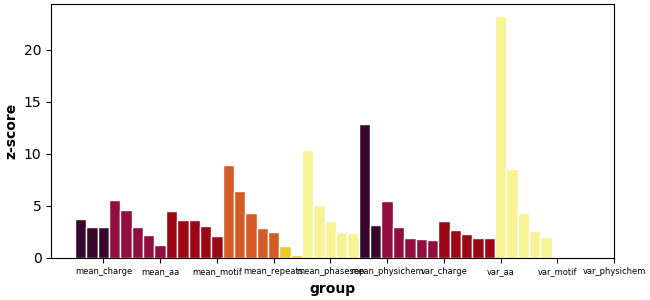 20
15
10
5
0
z-score
mean_charge mean_aa mean_motif mean_repeats mean_phasesep mean_physichem var_charge var_aa var_motif var_physichem
group